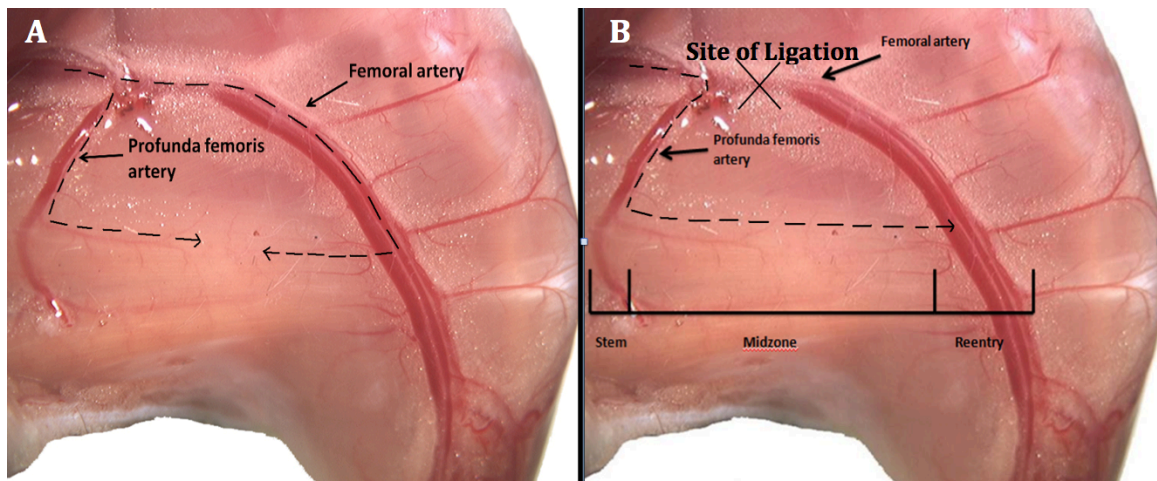 A
Femoral artery
Profunda femoris
artery
B
Site of Ligation
Femoral artery
Profunda femoris
artery
Stem
Midzone
Reentry